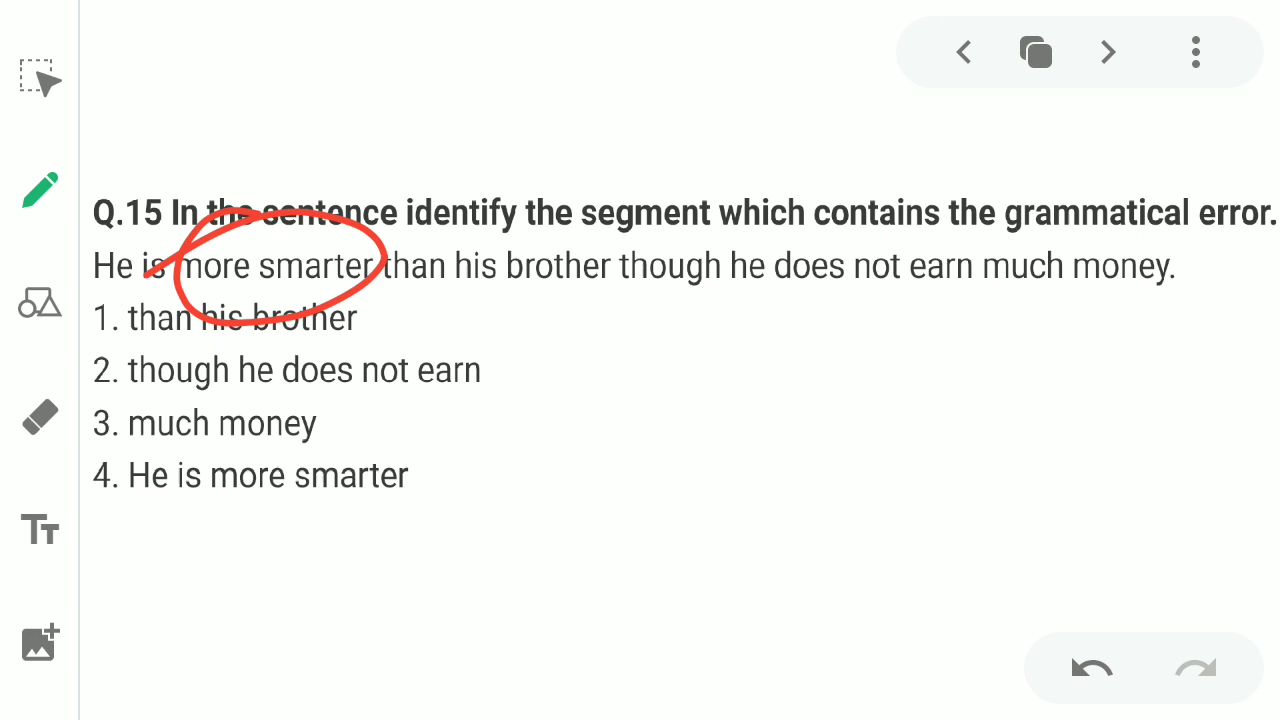 Q.15 In the sentence identify the segment which contains the grammatical error.
He is more smarter than his brother though he does not earn much money.
1. than his brother
2. though he does not earn
3. much money
4. He is more smarter
TT